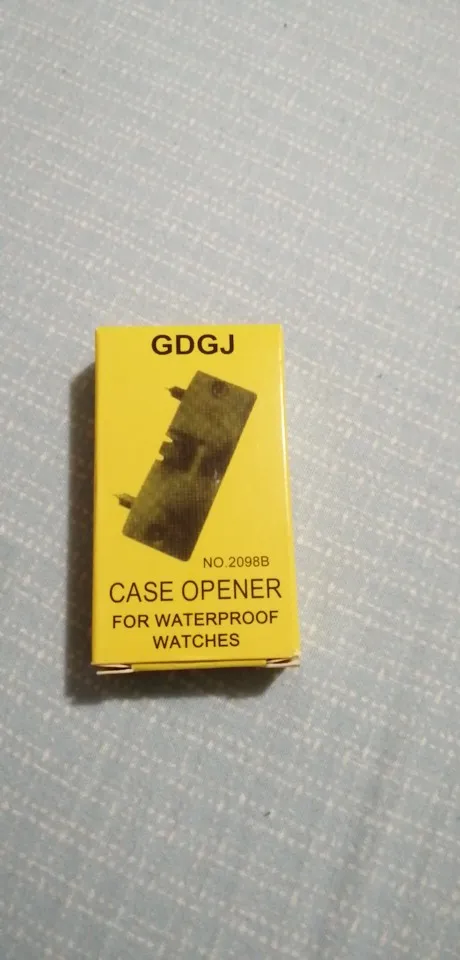 GDGJ
NO.2098B
CASE OPENER
FOR WATERPROOF
WATCHES